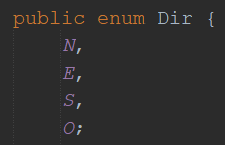 public enum Dir {
N,
E,
S,
O;